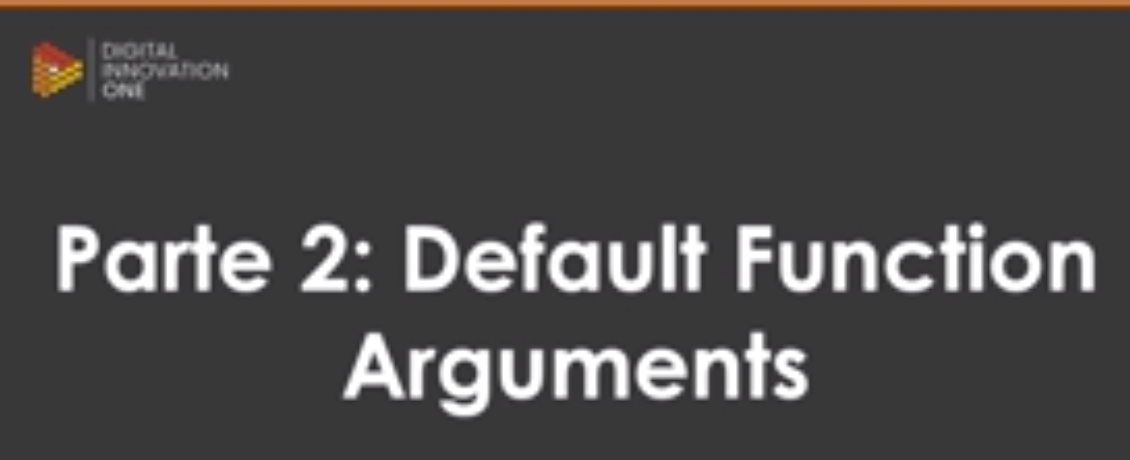 DIGITAL
INNOVATION
ONE
Parte 2: Default Function
Arguments